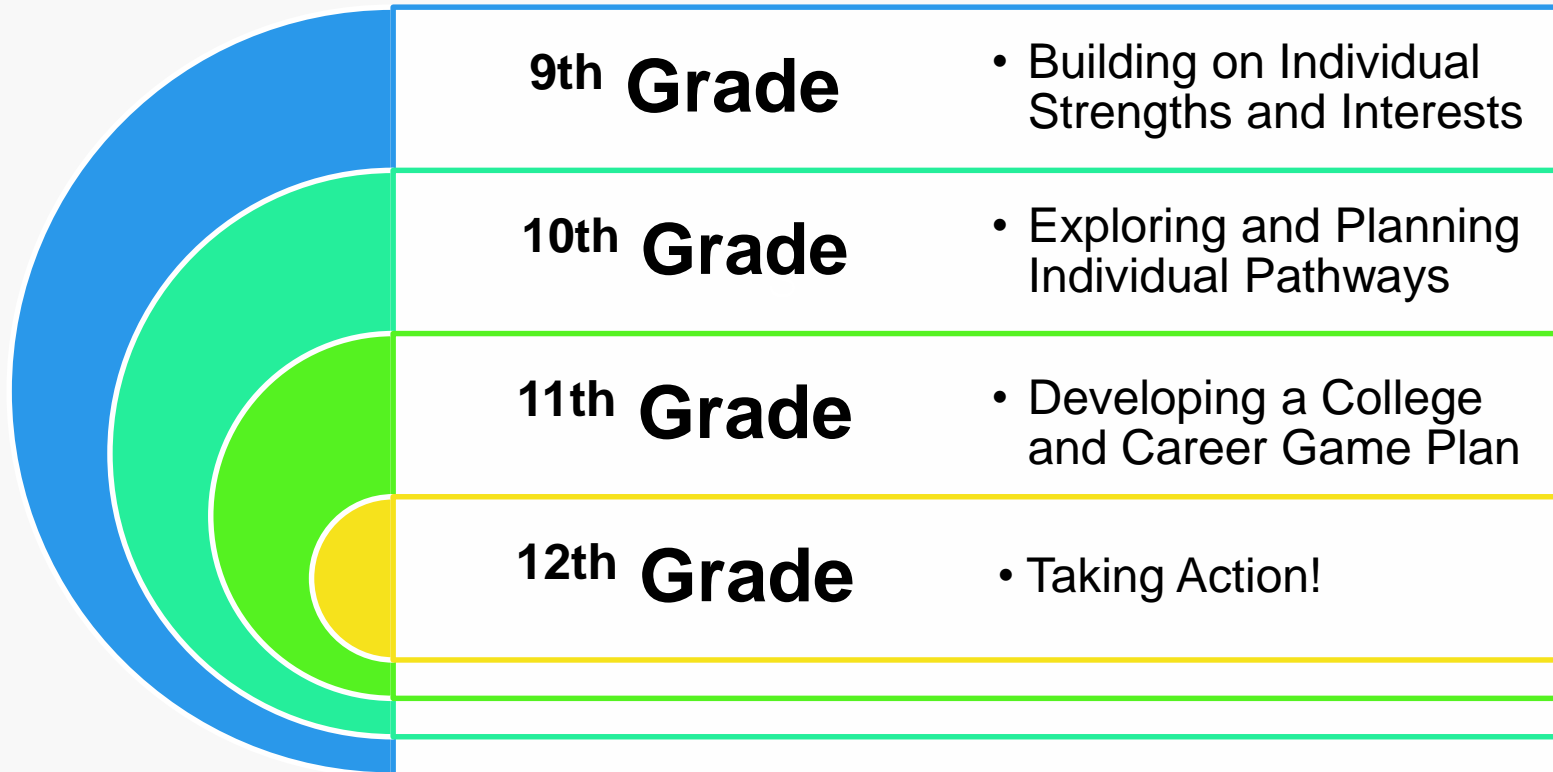 9th Grade
• Building on Individual
Strengths and Interests
10th Grade
• Exploring and Planning
Individual Pathways
11th Grade
• Developing a College
and Career Game Plan
12th Grade
• Taking Action!